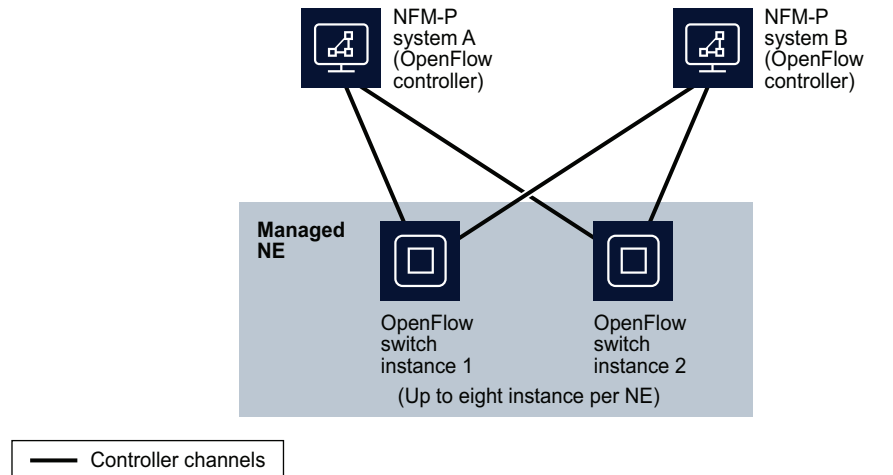 NFM-P
system A
(OpenFlow
controller)
NFM-P
system B
(OpenFlow
controller)
Managed
NE
OpenFlow
switch
instance 1
OpenFlow
switch
instance 2
(Up to eight instance per NE)
Controller channels